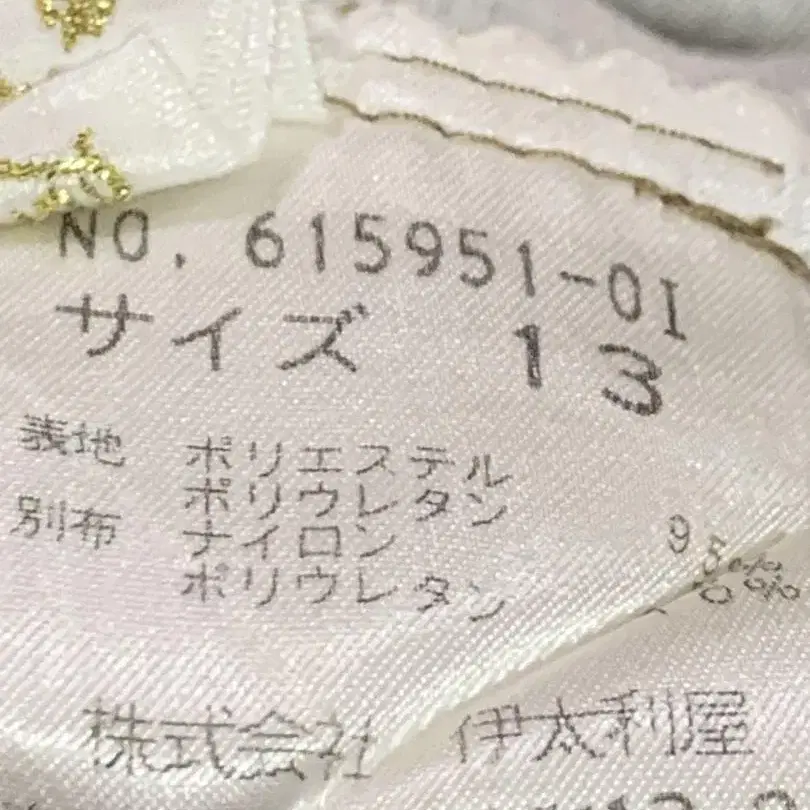 NO. 615951-01
サイズ 13
表地 ポリエステル
ポリウレタン
別布 ナイロン
ポリウレタン
株式会社 伊太利屋